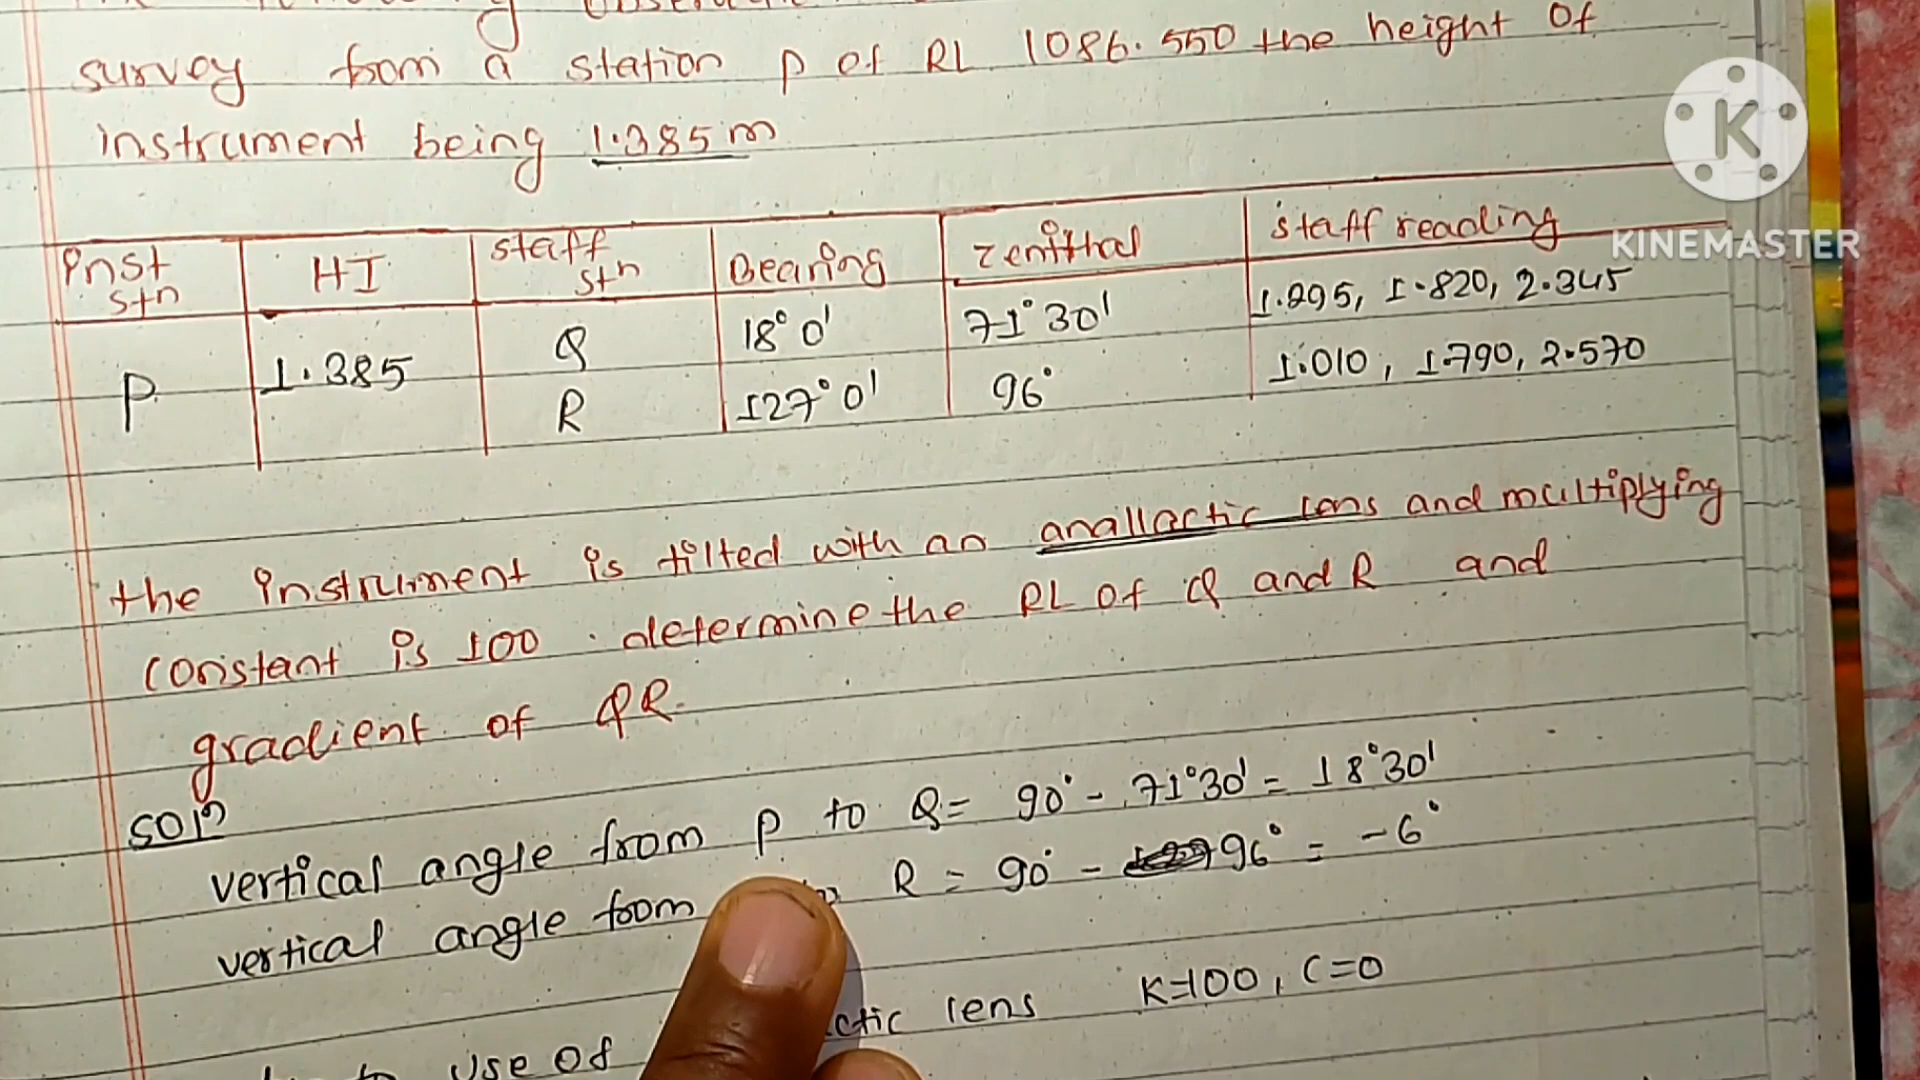 survey from a station P of RL 1086.550 the height of
instrument being 1.385m
K
KINEMASTER
Inst stn | HI | Staff stn | Bearing | Zenithal | staff reading
P | 1.385 | Q | 18°0' | 71°30' | 1.295, 1.820, 2.345
R | 127°0' | 96° | 1.010, 1.790, 2.570
the instrument is tilted with an anallactic lens and multiplying
constant is 100. determine the RL of Q and R and
gradient of QR.
Soln
vertical angle from P to Q = 90° - 71°30' = 18°30'
vertical angle from R = 90° - 96° = -6°
ctic lens K=100, C=0
use of